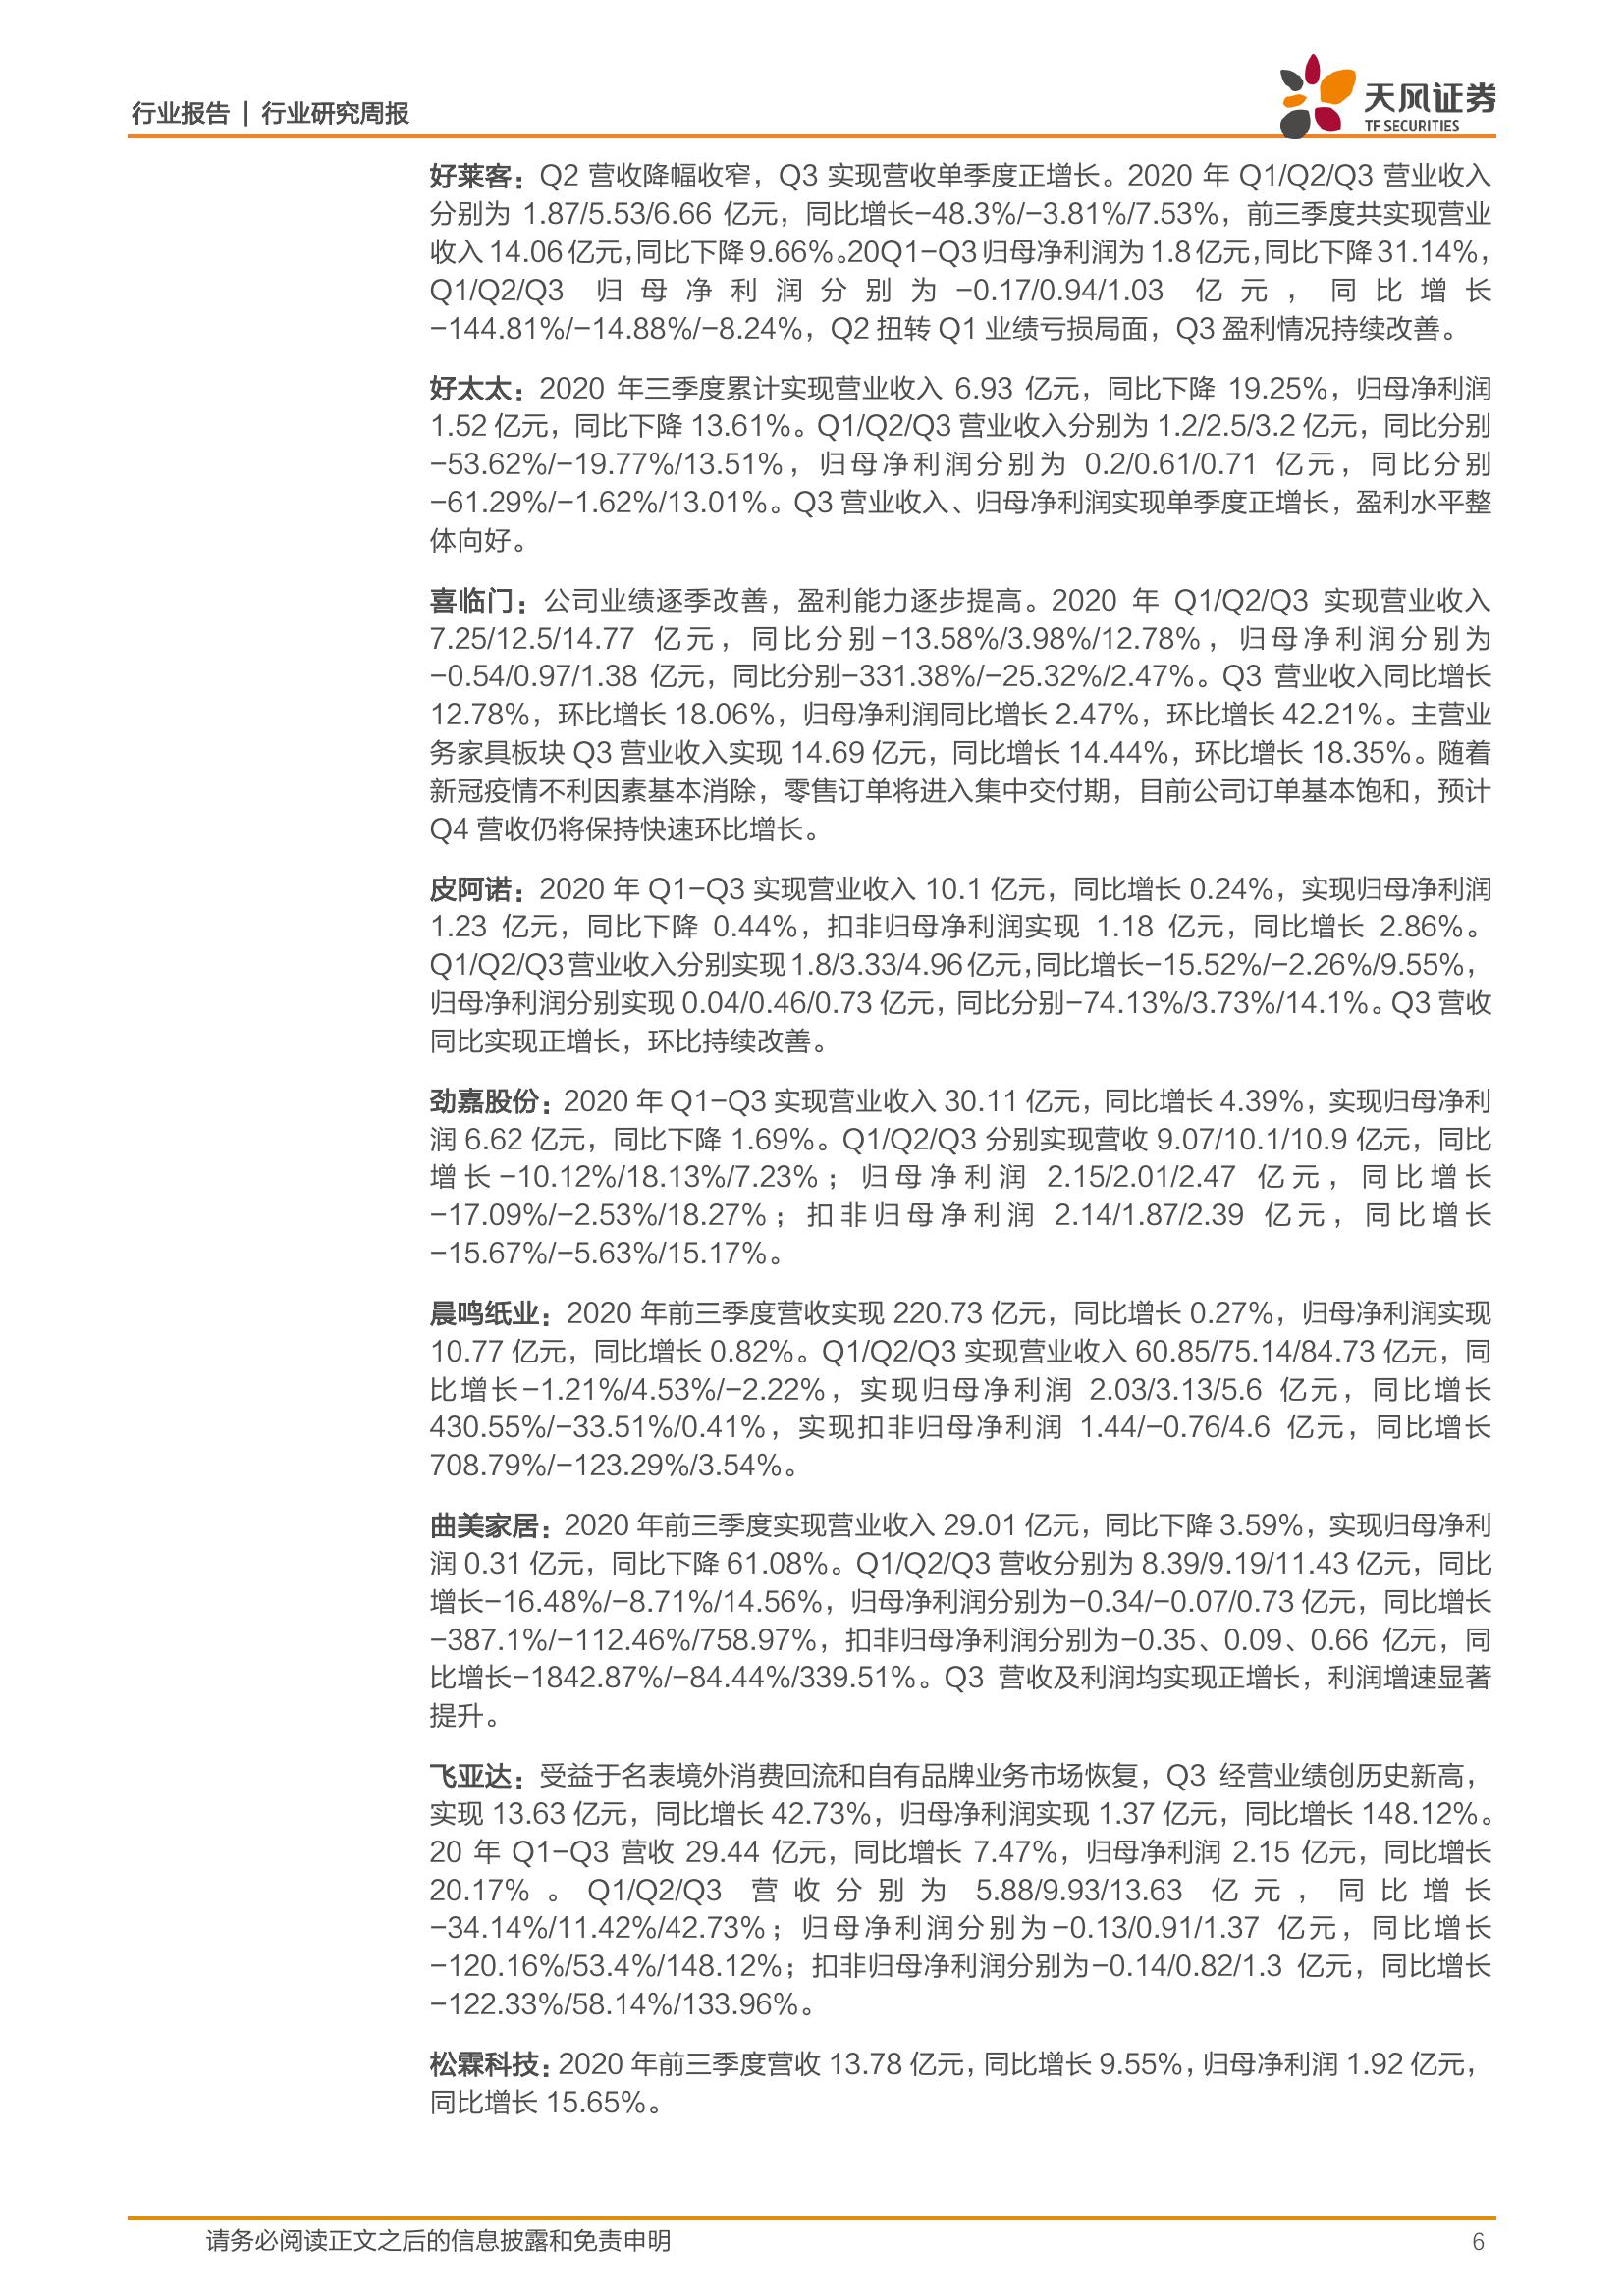 行业报告 | 行业研究周报
天风证券
TF SECURITIES
好莱客：Q2 营收降幅收窄，Q3 实现营收单季度正增长。2020 年 Q1/Q2/Q3 营业收入
分别为 1.87/5.53/6.66 亿元，同比增长-48.3%/-3.81%/7.53%，前三季度共实现营业
收入 14.06 亿元，同比下降 9.66%。20Q1-Q3 归母净利润为 1.8 亿元，同比下降 31.14%，
Q1/Q2/Q3 归母净利润分别为-0.17/0.94/1.03 亿元，同比增长
-144.81%/-14.88%/-8.24%，Q2 扭转 Q1 业绩亏损局面，Q3 盈利情况持续改善。
好太太：2020 年三季度累计实现营业收入 6.93 亿元，同比下降 19.25%，归母净利润
1.52 亿元，同比下降 13.61%。Q1/Q2/Q3 营业收入分别为 1.2/2.5/3.2 亿元，同比分别
-53.62%/-19.77%/13.51%，归母净利润分别为 0.2/0.61/0.71 亿元，同比分别
-61.29%/-1.62%/13.01%。Q3 营业收入、归母净利润实现单季度正增长，盈利水平整
体向好。
喜临门：公司业绩逐季改善，盈利能力逐步提高。2020 年 Q1/Q2/Q3 实现营业收入
7.25/12.5/14.77 亿元，同比分别-13.58%/3.98%/12.78%，归母净利润分别为
-0.54/0.97/1.38 亿元，同比分别-331.38%/-25.32%/2.47%。Q3 营业收入同比增长
12.78%，环比增长 18.06%，归母净利润同比增长 2.47%，环比增长 42.21%。主营业
务家具板块 Q3 营业收入实现 14.69 亿元，同比增长 14.44%，环比增长 18.35%。随着
新冠疫情不利因素基本消除，零售订单将进入集中交付期，目前公司订单基本饱和，预计
Q4 营收仍将保持快速环比增长。
皮阿诺：2020 年 Q1-Q3 实现营业收入 10.1 亿元，同比增长 0.24%，实现归母净利润
1.23 亿元，同比下降 0.44%，扣非归母净利润实现 1.18 亿元，同比增长 2.86%。
Q1/Q2/Q3 营业收入分别实现 1.8/3.33/4.96 亿元，同比增长-15.52%/-2.26%/9.55%，
归母净利润分别实现 0.04/0.46/0.73 亿元，同比分别-74.13%/3.73%/14.1%。Q3 营收
同比实现正增长，环比持续改善。
劲嘉股份：2020 年 Q1-Q3 实现营业收入 30.11 亿元，同比增长 4.39%，实现归母净利
润 6.62 亿元，同比下降 1.69%。Q1/Q2/Q3 分别实现营收 9.07/10.1/10.9 亿元，同比
增长-10.12%/18.13%/7.23%；归母净利润 2.15/2.01/2.47 亿元，同比增长
-17.09%/-2.53%/18.27%；扣非归母净利润 2.14/1.87/2.39 亿元，同比增长
-15.67%/-5.63%/15.17%。
晨鸣纸业：2020 年前三季度营收实现 220.73 亿元，同比增长 0.27%，归母净利润实现
10.77 亿元，同比增长 0.82%。Q1/Q2/Q3 实现营业收入 60.85/75.14/84.73 亿元，同
比增长-1.21%/4.53%/-2.22%，实现归母净利润 2.03/3.13/5.6 亿元，同比增长
430.55%/-33.51%/0.41%，实现扣非归母净利润 1.44/-0.76/4.6 亿元，同比增长
708.79%/-123.29%/3.54%。
曲美家居：2020 年前三季度实现营业收入 29.01 亿元，同比下降 3.59%，实现归母净利
润 0.31 亿元，同比下降 61.08%。Q1/Q2/Q3 营收分别为 8.39/9.19/11.43 亿元，同比
增长-16.48%/-8.71%/14.56%，归母净利润分别为-0.34/-0.07/0.73 亿元，同比增长
-387.1%/-112.46%/758.97%，扣非归母净利润分别为-0.35、0.09、0.66 亿元，同
比增长-1842.87%/-84.44%/339.51%。Q3 营收及利润均实现正增长，利润增速显著
提升。
飞亚达：受益于名表境外消费回流和自有品牌业务市场恢复，Q3 经营业绩创历史新高，
实现 13.63 亿元，同比增长 42.73%，归母净利润实现 1.37 亿元，同比增长 148.12%。
20 年 Q1-Q3 营收 29.44 亿元，同比增长 7.47%，归母净利润 2.15 亿元，同比增长
20.17%。Q1/Q2/Q3 营收分别为 5.88/9.93/13.63 亿元，同比增长
-34.14%/11.42%/42.73%；归母净利润分别为-0.13/0.91/1.37 亿元，同比增长
-120.16%/53.4%/148.12%；扣非归母净利润分别为-0.14/0.82/1.3 亿元，同比增长
-122.33%/58.14%/133.96%。
松霖科技：2020 年前三季度营收 13.78 亿元，同比增长 9.55%，归母净利润 1.92 亿元，
同比增长 15.65%。
请务必阅读正文之后的信息披露和免责申明
6